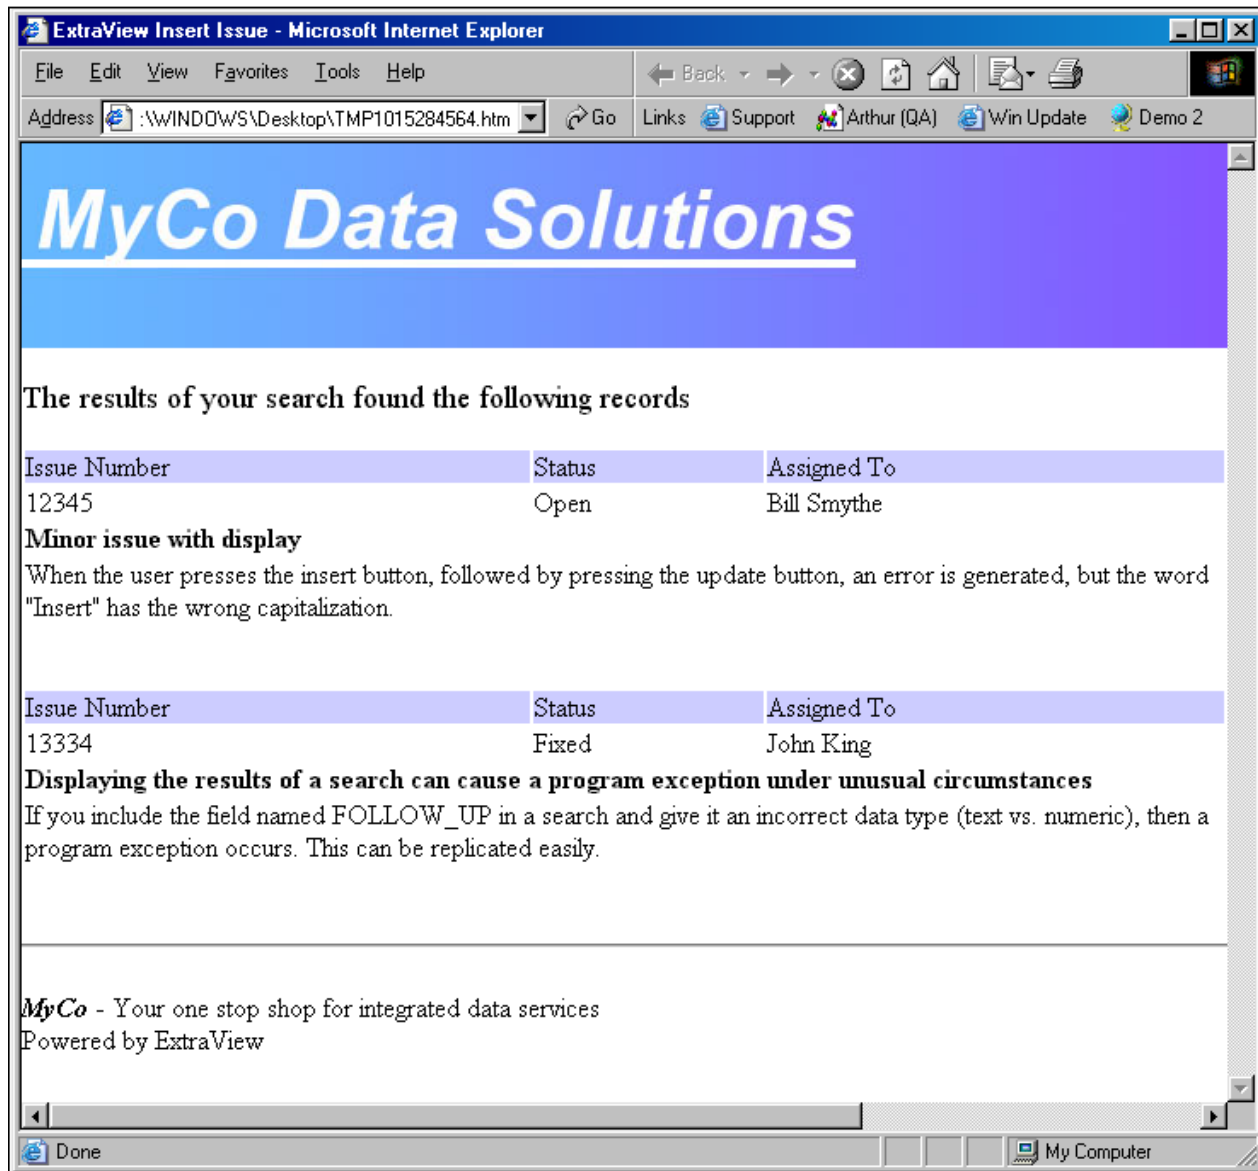 ExtraView Insert Issue - Microsoft Internet Explorer
File Edit View Favorites Tools Help Back
Address :\WINDOWS\Desktop\TMP1015284564.htm Go Links Support Arthur (QA) Win Update Demo 2
MyCo Data Solutions
The results of your search found the following records
Issue Number Status Assigned To
12345 Open Bill Smythe
Minor issue with display
When the user presses the insert button, followed by pressing the update button, an error is generated, but the word
"Insert" has the wrong capitalization.
Issue Number Status Assigned To
13334 Fixed John King
Displaying the results of a search can cause a program exception under unusual circumstances
If you include the field named FOLLOW_UP in a search and give it an incorrect data type (text vs. numeric), then a
program exception occurs. This can be replicated easily.
MyCo - Your one stop shop for integrated data services
Powered by ExtraView
Done My Computer